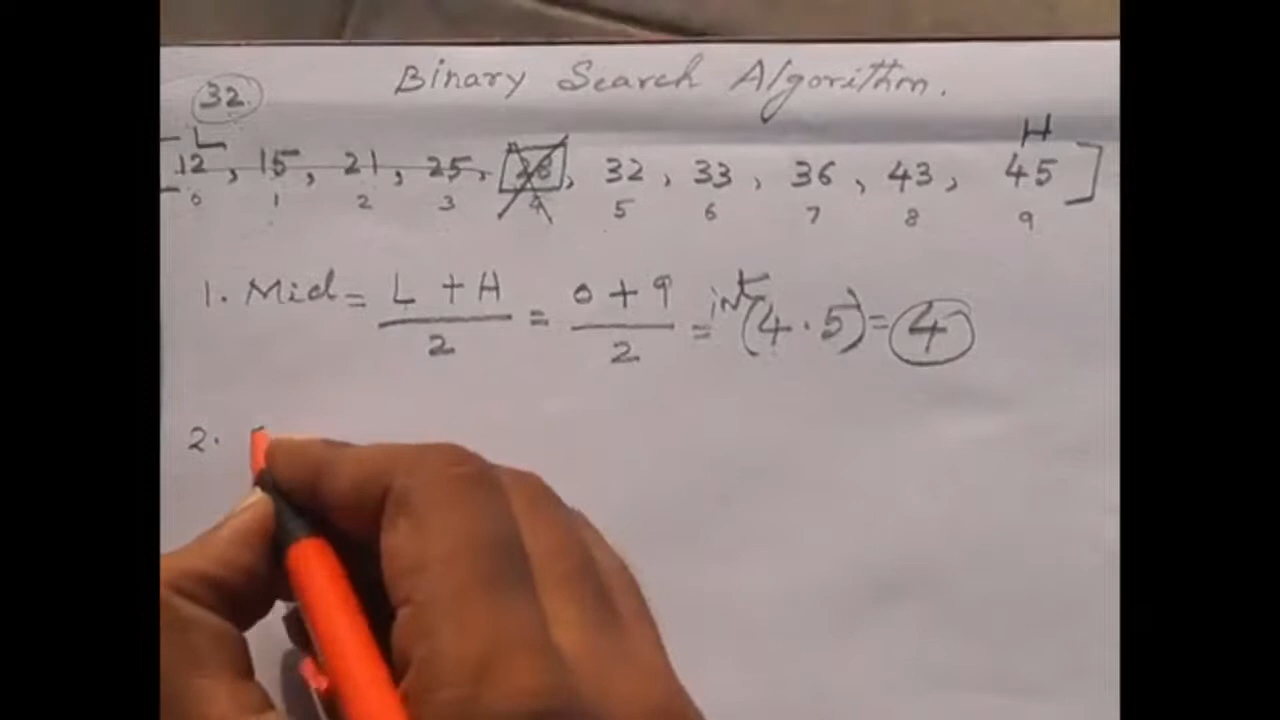 Binary Search Algorithm.
32.
L H
12, 15, 21, 25, 28, 32, 33, 36, 43, 45]
0 1 2 3 4 5 6 7 8 9
1. Mid = L + H / 2 = 0 + 9 / 2 = int(4.5) = 4
2.